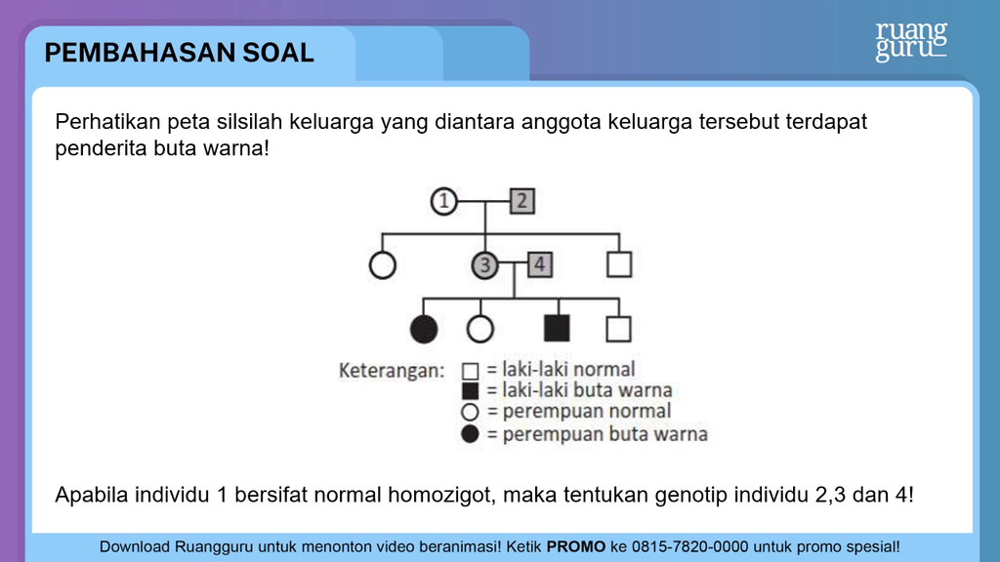 PEMBAHASAN SOAL
ruang
guru
Perhatikan peta silsilah keluarga yang diantara anggota keluarga tersebut terdapat
penderita buta warna!
1 2
3 4
Keterangan: = laki-laki normal
= laki-laki buta warna
= perempuan normal
= perempuan buta warna
Apabila individu 1 bersifat normal homozigot, maka tentukan genotip individu 2,3 dan 4!
Download Ruangguru untuk menonton video beranimasi! Ketik PROMO ke 0815-7820-0000 untuk promo spesial!